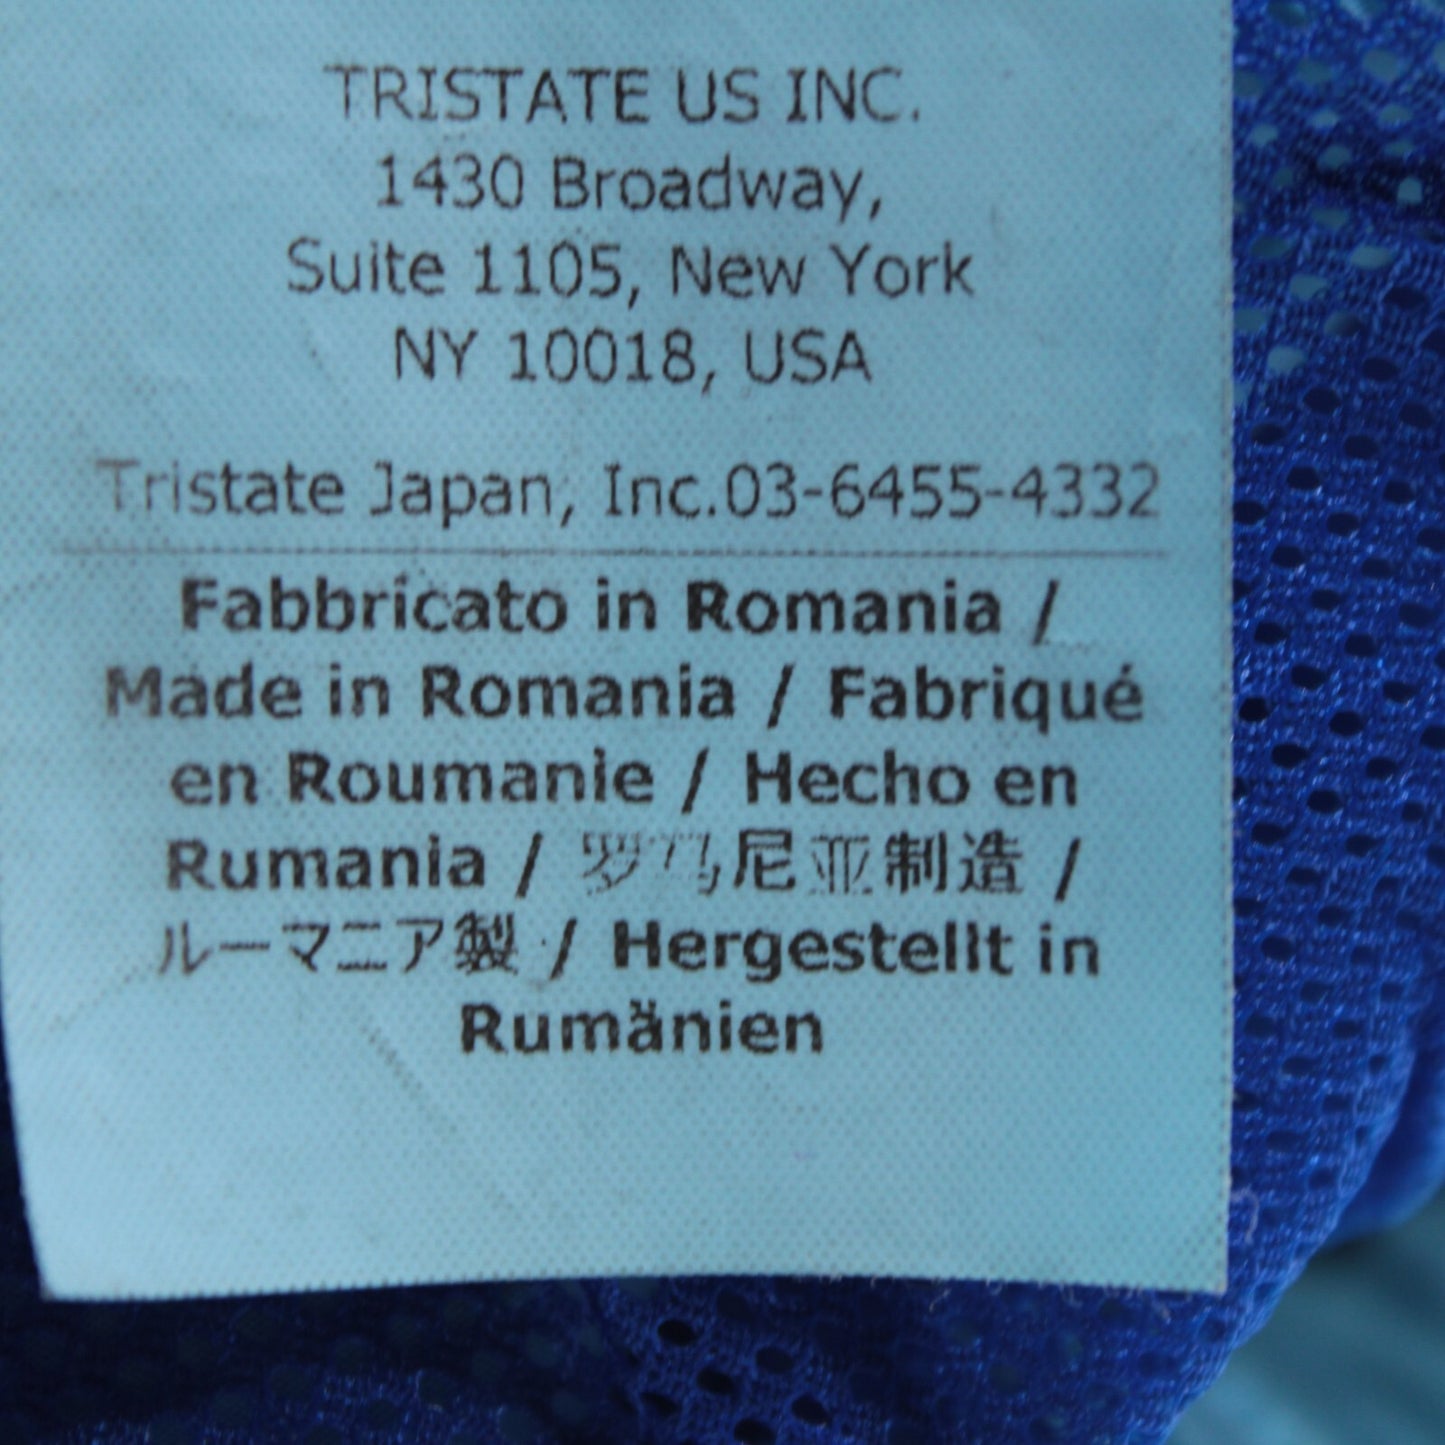 TRISTATE US INC.
1430 Broadway,
Suite 1105, New York
NY 10018, USA
Tristate Japan, Inc.03-6455-4332
Fabbricato in Romania /
Made in Romania / Fabriqué
en Roumanie / Hecho en
Rumania / 罗马尼亚制造 /
ルーマニア製 / Hergestellt in
Rumänien